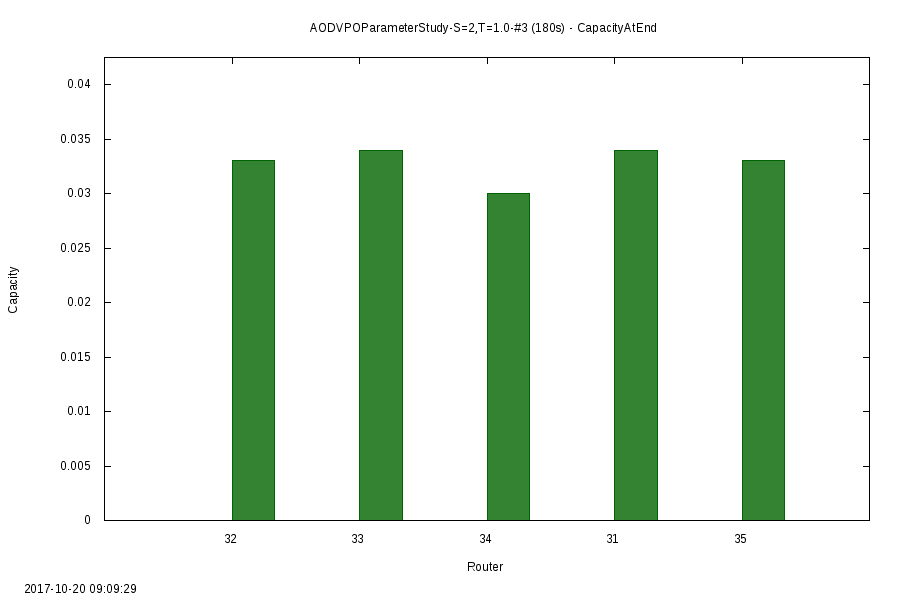 AODVPOParameterStudy-S=2,T=1.0-#3 (180s) - CapacityAtEnd
0.04
0.035
0.03
0.025
0.02
0.015
0.01
0.005
0
Capacity
32 33 34 31 35
Router
2017-10-20 09:09:29